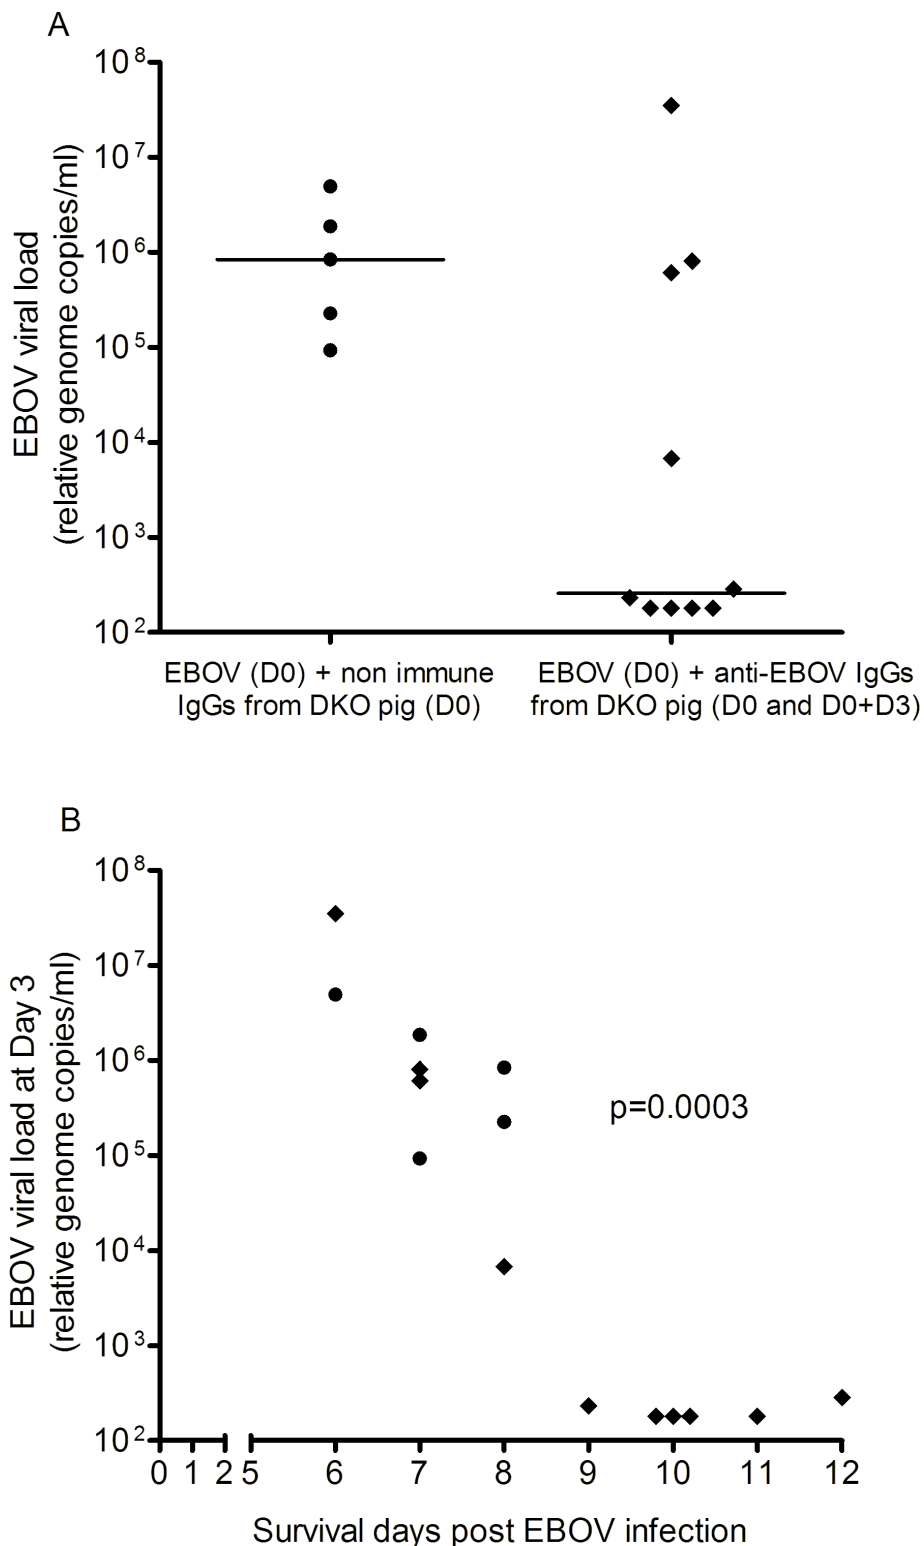 A
10^8
10^7
10^6
10^5
10^4
10^3
10^2
EBOV viral load
(relative genome copies/ml)
EBOV (D0) + non immune
IgGs from DKO pig (D0)
EBOV (D0) + anti-EBOV IgGs
from DKO pig (D0 and D0+D3)
B
10^8
10^7
10^6
10^5
10^4
10^3
10^2
EBOV viral load at Day 3
(relative genome copies/ml)
p=0.0003
0 1 2 5 6 7 8 9 10 11 12
Survival days post EBOV infection